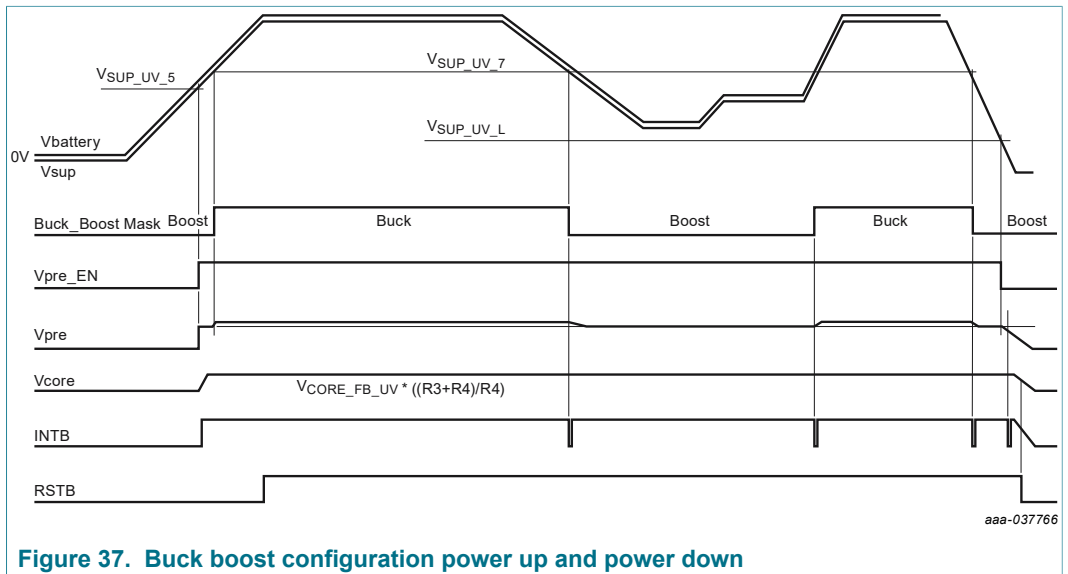 VSUP_UV_5
VSUP_UV_7
VSUP_UV_L
Vbattery
0V
Vsup
Buck_Boost Mask Boost Buck Boost Buck Boost
Vpre_EN
Vpre
Vcore
VCORE_FB_UV * ((R3+R4)/R4)
INTB
RSTB
aaa-037766
Figure 37. Buck boost configuration power up and power down